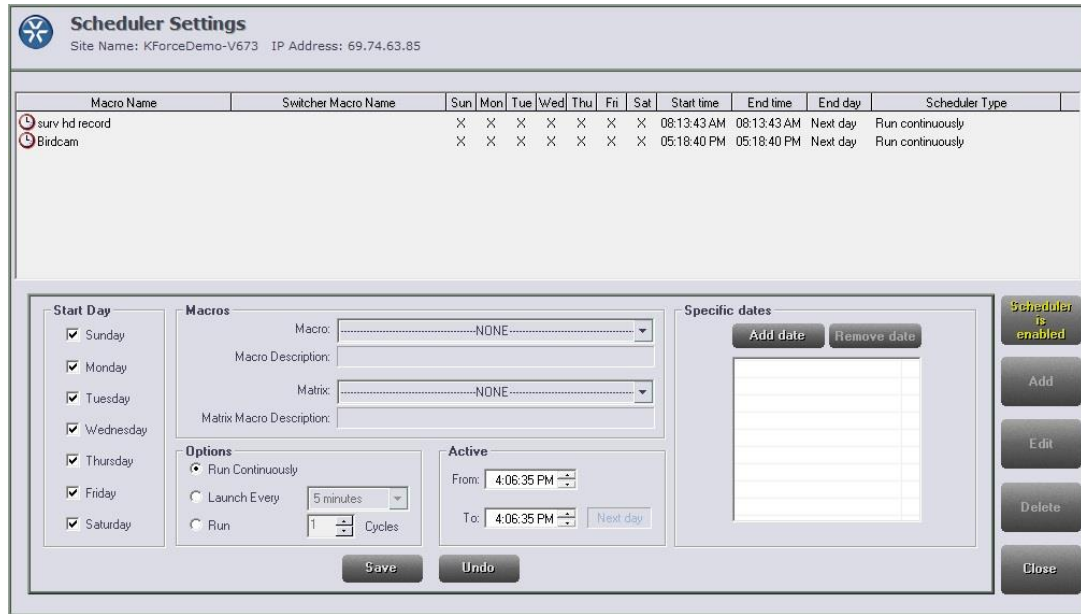 Scheduler Settings
Site Name: KForceDemo-V673 IP Address: 69.74.63.85
Macro Name Switcher Macro Name Sun Mon Tue Wed Thu Fri Sat Start time End time End day Scheduler Type
surv hd record X X X X X X X 08:13:43 AM 08:13:43 AM Next day Run continuously
Birdcam X X X X X X X 05:18:40 PM 05:18:40 PM Next day Run continuously
Start Day
Sunday
Monday
Tuesday
Wednesday
Thursday
Friday
Saturday
Macros
Macro: NONE
Macro Description:
Matrix: NONE
Matrix Macro Description:
Options
Run Continuously
Launch Every 5 minutes
Run 1 Cycles
Active
From: 4:06:35 PM
To: 4:06:35 PM Next day
Specific dates
Add date Remove date
Save Undo
Scheduler
is
enabled
Add
Edit
Delete
Close